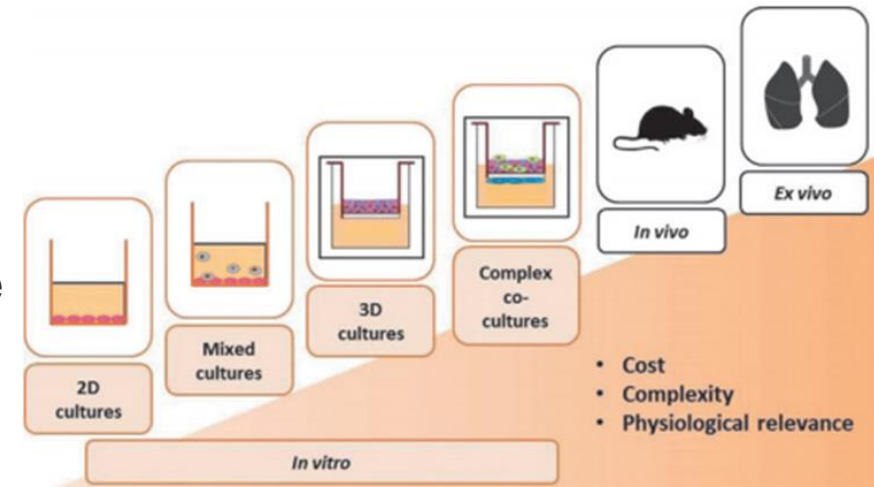 2D
cultures
Mixed
cultures
3D
cultures
Complex
co-
cultures
In vivo
Ex vivo
In vitro
• Cost
• Complexity
• Physiological relevance